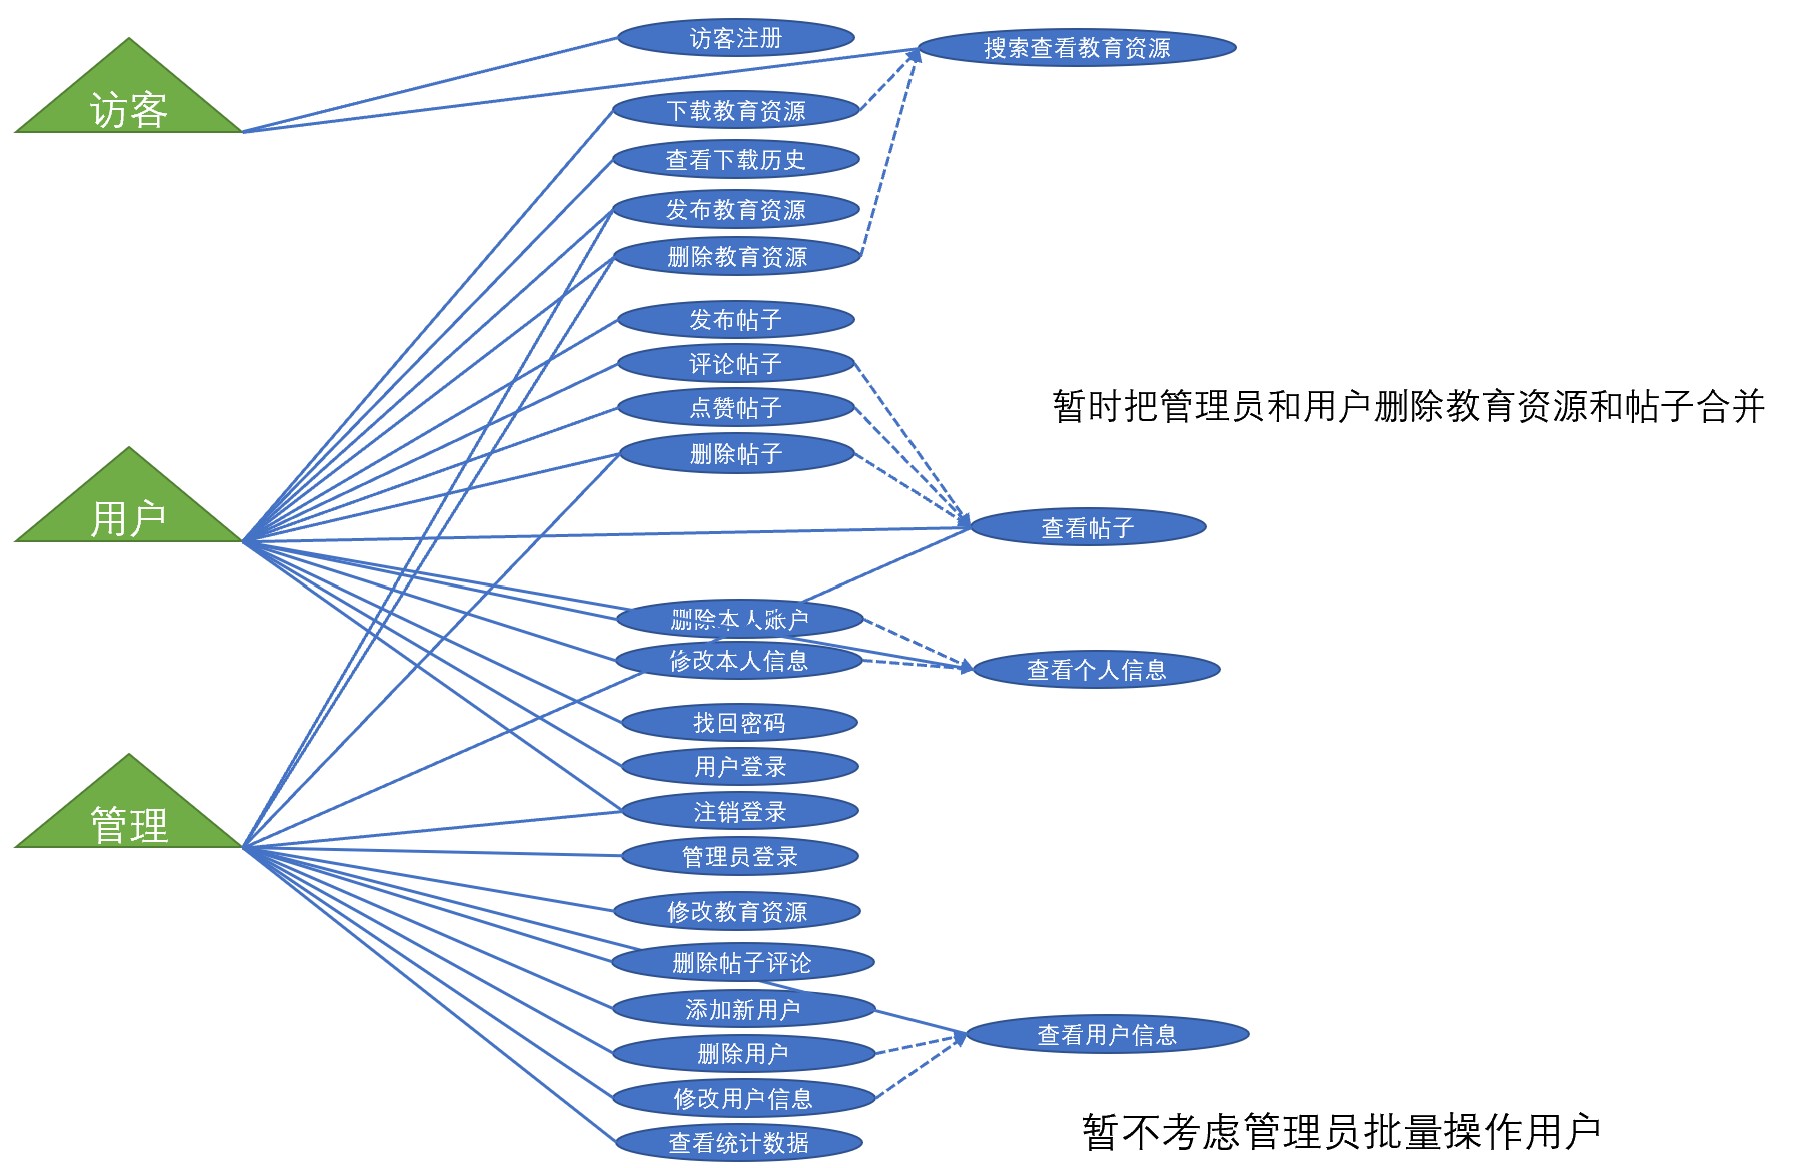 访客注册
搜索查看教育资源
访客
下载教育资源
查看下载历史
发布教育资源
删除教育资源
发布帖子
评论帖子
点赞帖子
暂时把管理员和用户删除教育资源和帖子合并
删除帖子
用户
查看帖子
删除本人账户
修改本人信息
查看个人信息
找回密码
用户登录
注销登录
管理
管理员登录
修改教育资源
删除帖子评论
添加新用户
查看用户信息
删除用户
修改用户信息
暂不考虑管理员批量操作用户
查看统计数据